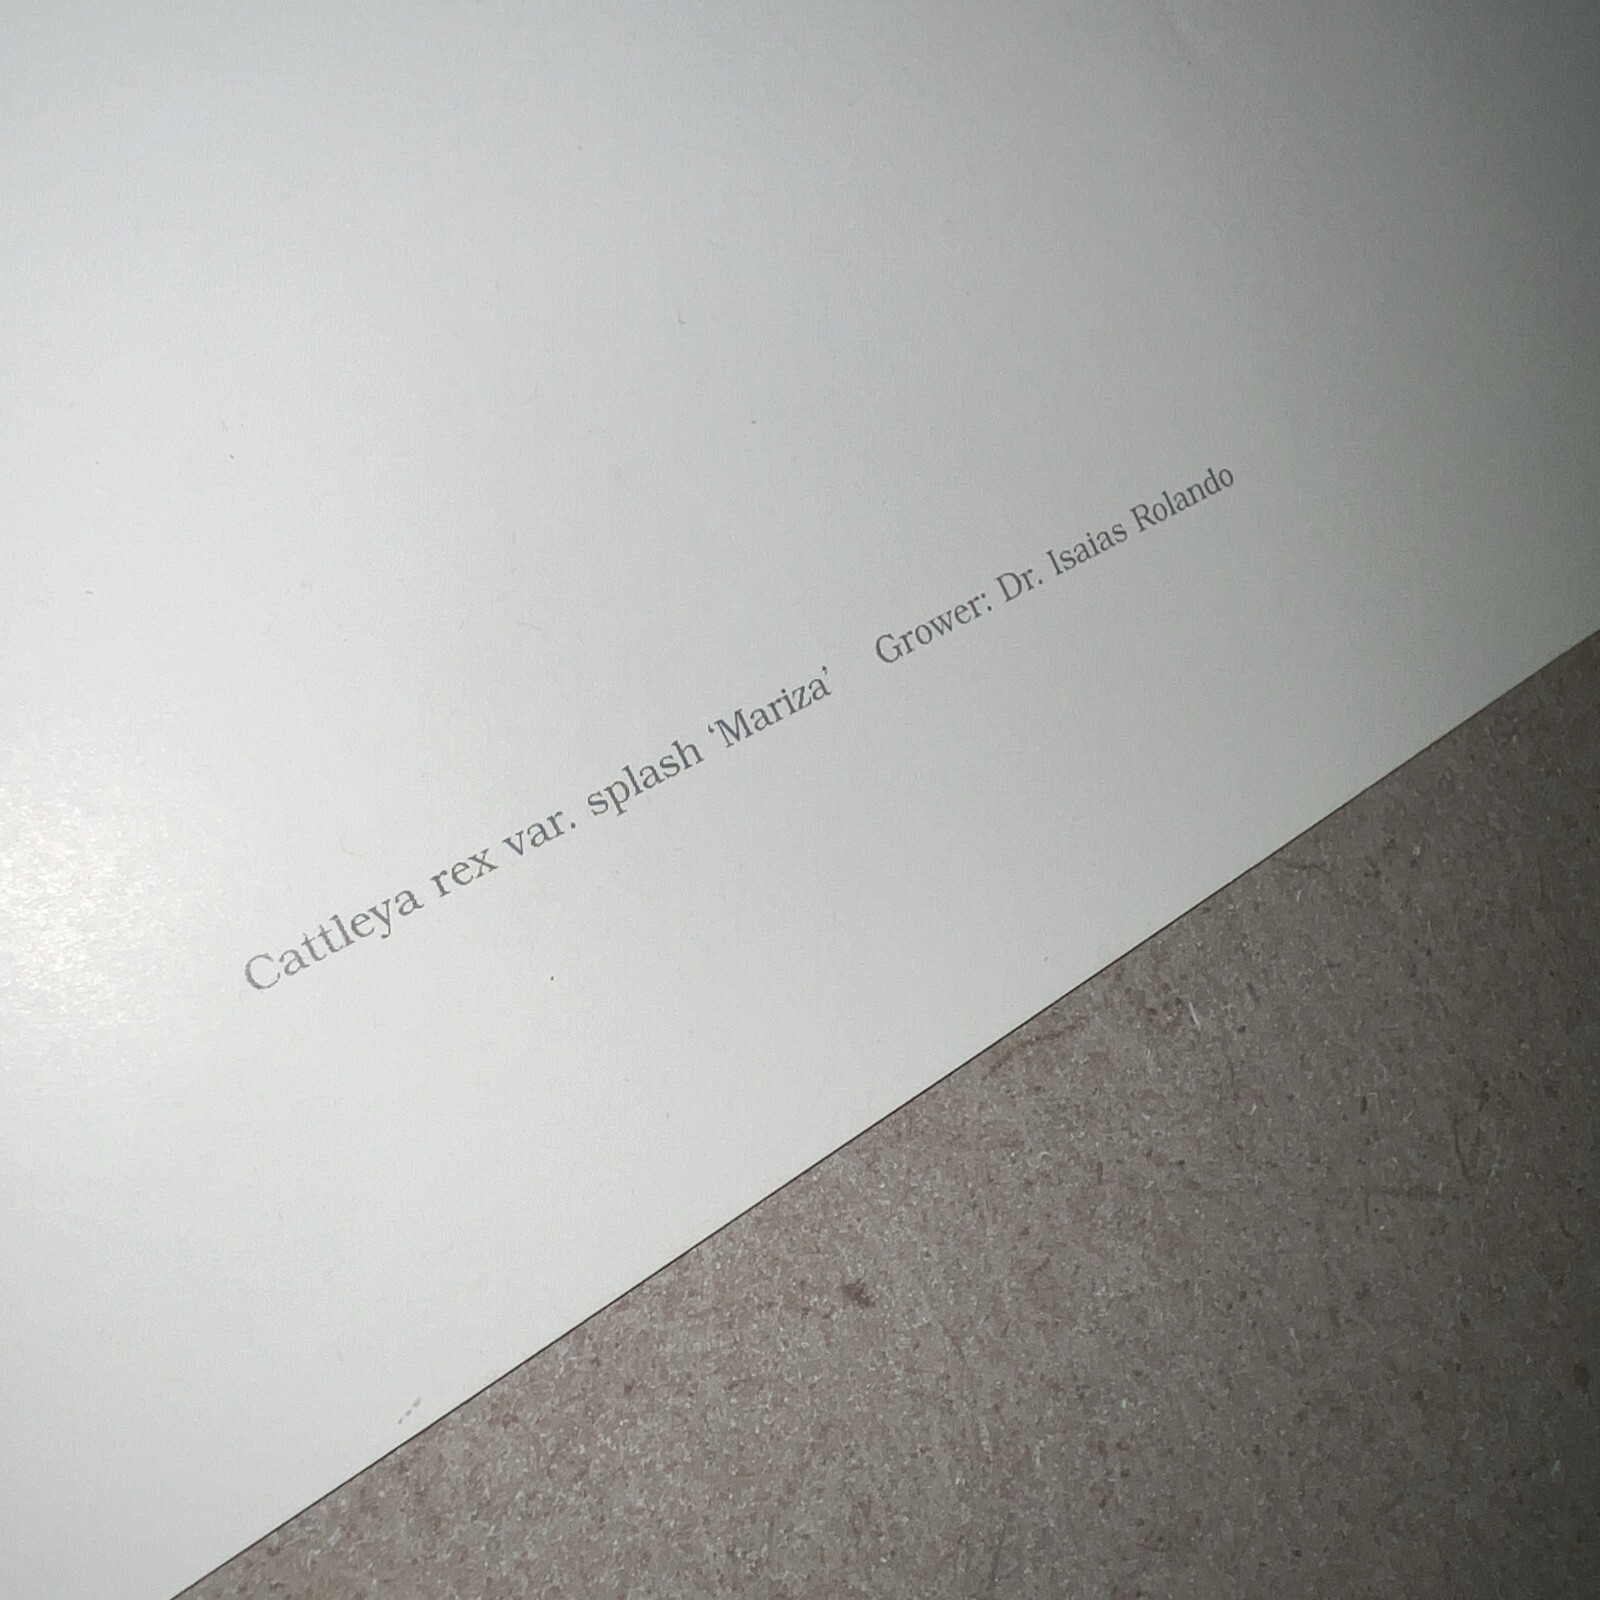 Cattleya rex var. splash ‘Mariza’ Grower: Dr. Isaias Rolando